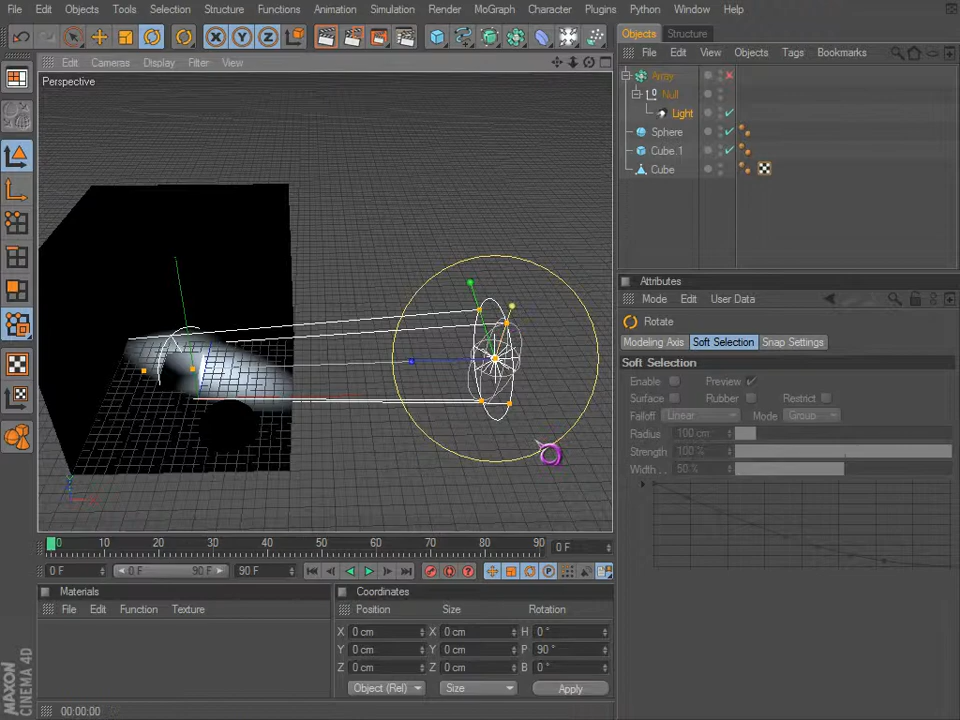 File Edit Objects Tools Selection Structure Functions Animation Simulation Render MoGraph Character Plugins Python Window Help
X Y Z
Objects Structure
File Edit View Objects Tags Bookmarks
Edit Cameras Display Filter View
Perspective
Array
Null
Light
Sphere
Cube.1
Cube
Attributes
Mode Edit User Data
Rotate
Modeling Axis Soft Selection Snap Settings
Soft Selection
Enable Preview
Surface Rubber Restrict
Falloff Linear Mode Group
Radius 100 cm
Strength 100 %
Width . . 50 %
0 10 20 30 40 50 60 70 80 90 0 F
0 F 0 F 90 F 90 F
Materials
File Edit Function Texture
Coordinates
Position Size Rotation
X 0 cm X 0 cm H 0 °
Y 0 cm Y 0 cm P 90 °
Z 0 cm Z 0 cm B 0 °
Object (Rel) Size Apply
MAXON
CINEMA 4D
00:00:00